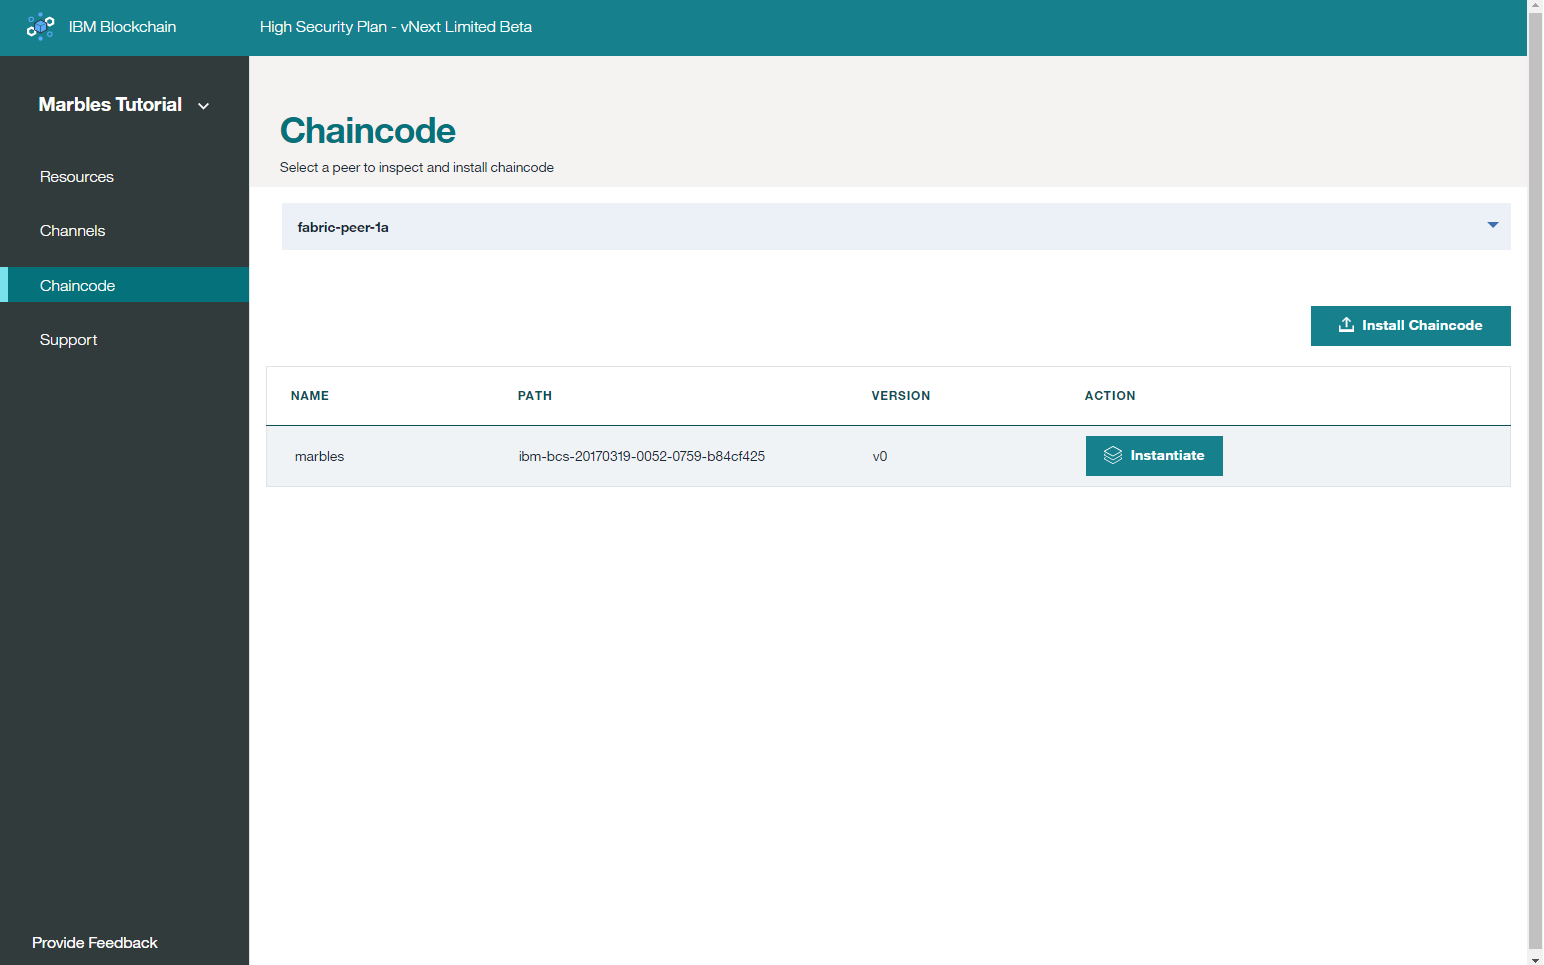 IBM Blockchain
High Security Plan - vNext Limited Beta
Marbles Tutorial
Resources
Channels
Chaincode
Support
Provide Feedback
Chaincode
Select a peer to inspect and install chaincode
fabric-peer-1a
Install Chaincode
NAME PATH VERSION ACTION
marbles ibm-bcs-20170319-0052-0759-b84cf425 v0 Instantiate